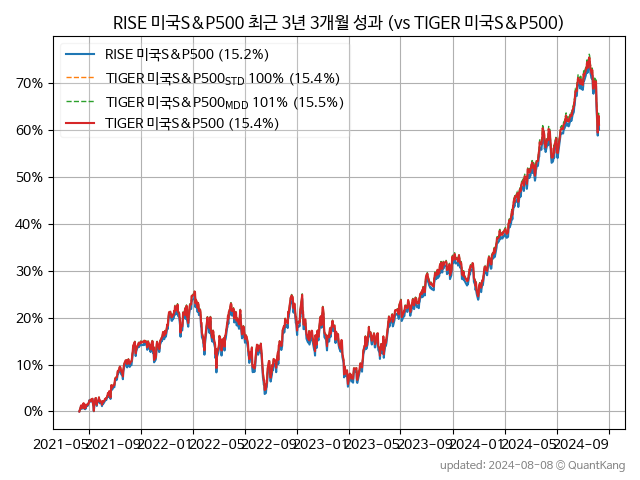 RISE 미국S&P500 최근 3년 3개월 성과 (vs TIGER 미국S&P500)
RISE 미국S&P500 (15.2%)
TIGER 미국S&P500STD 100% (15.4%)
TIGER 미국S&P500MDD 101% (15.5%)
TIGER 미국S&P500 (15.4%)
70%
60%
50%
40%
30%
20%
10%
0%
2021-05 2021-09 2022-01 2022-05 2022-09 2023-01 2023-05 2023-09 2024-01 2024-05 2024-09
updated: 2024-08-08 @ QuantKang